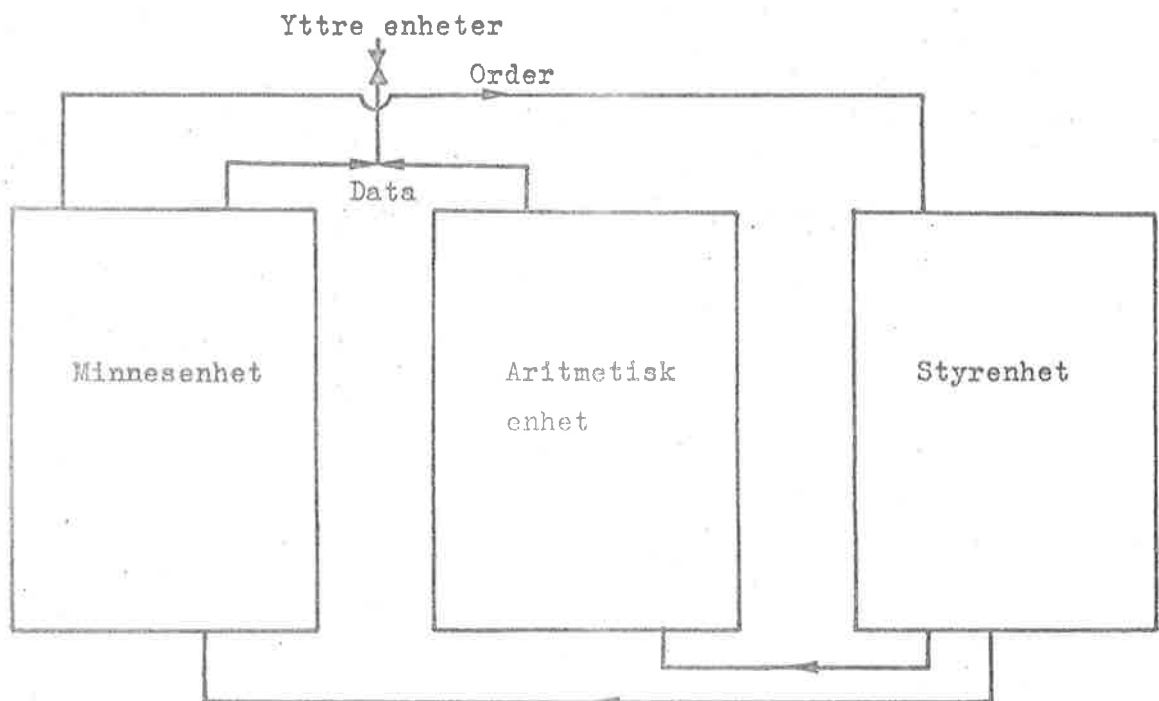 Yttre enheter
Order
Data
Minnesenhet
Aritmetisk
enhet
Styrenhet